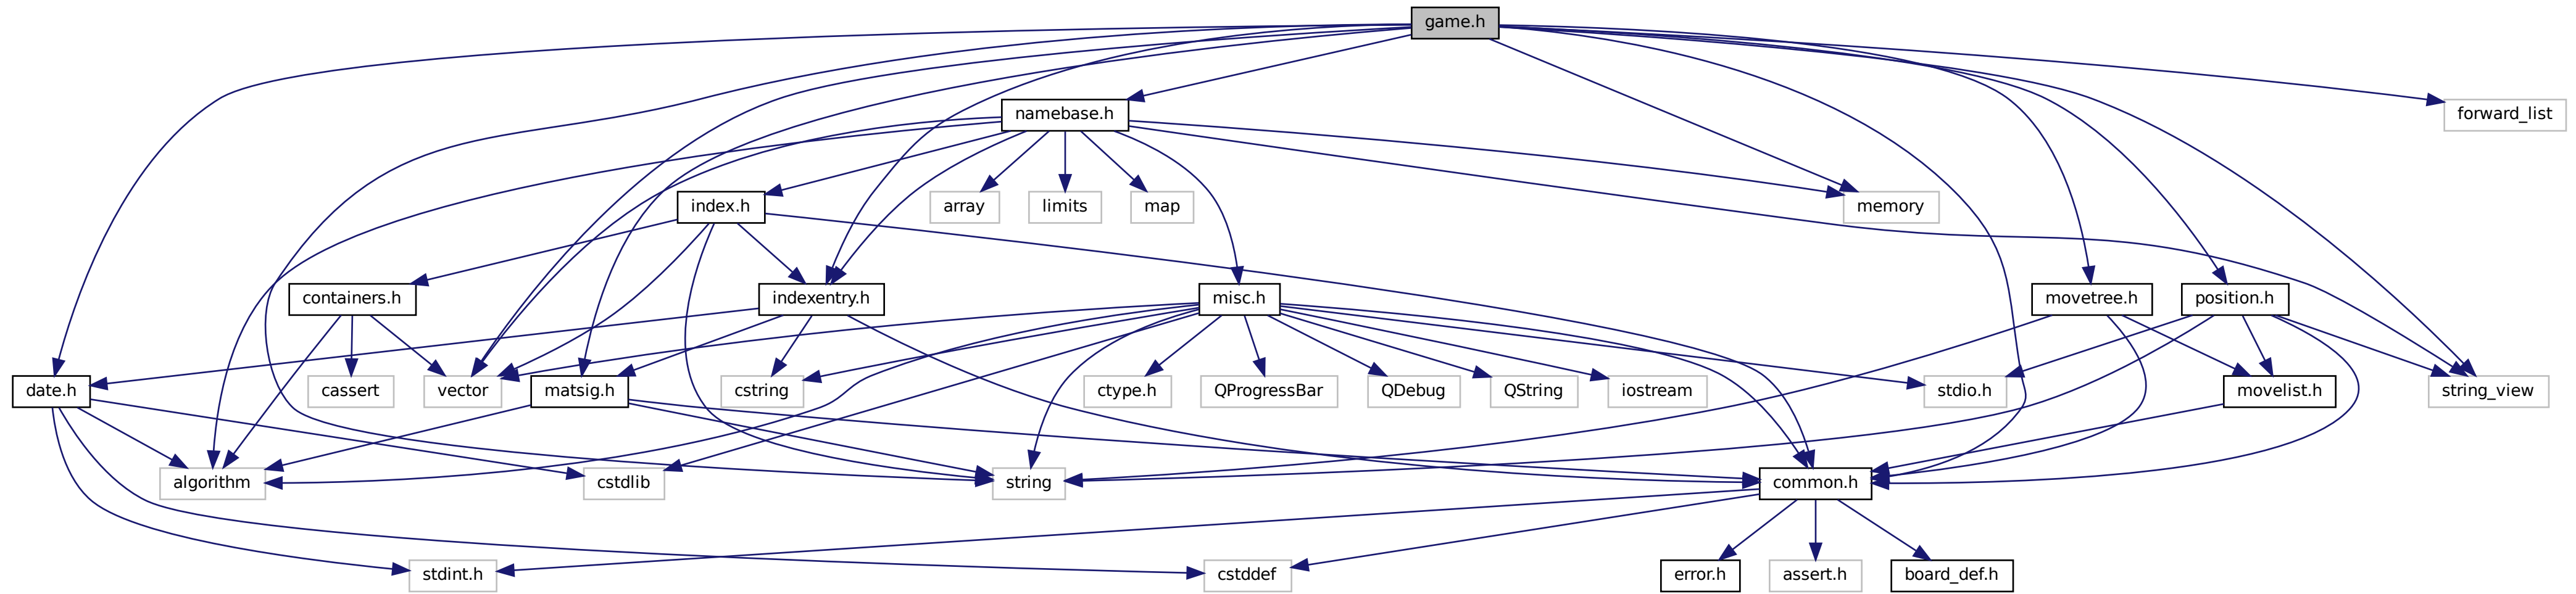 game.h
namebase.h
forward_list
index.h
array
limits
map
memory
containers.h
indexentry.h
misc.h
movetree.h
position.h
date.h
cassert
vector
matsig.h
cstring
ctype.h
QProgressBar
QDebug
QString
iostream
stdio.h
movelist.h
string_view
algorithm
cstdlib
string
common.h
stdint.h
cstddef
error.h
assert.h
board_def.h